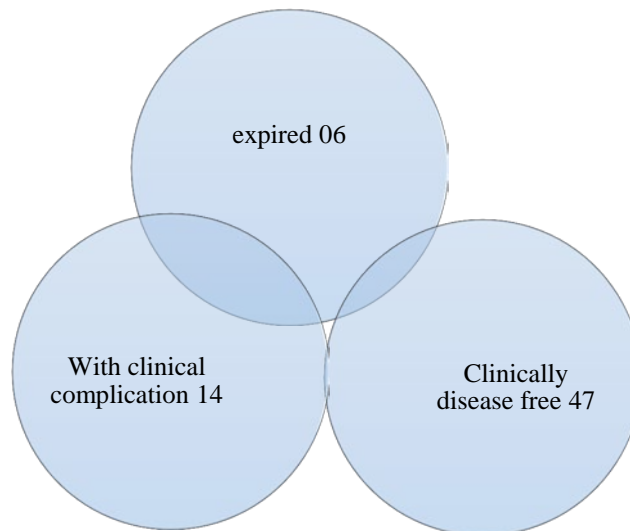 expired 06
With clinical
complication 14
Clinically
disease free 47